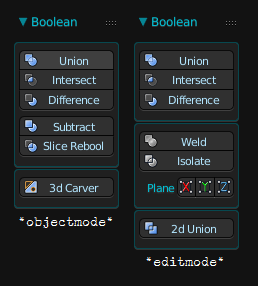 Boolean
Union
Intersect
Difference
Subtract
Slice Rebool
3d Carver
*objectmode*
Boolean
Union
Intersect
Difference
Weld
Isolate
Plane X Y Z
2d Union
*editmode*